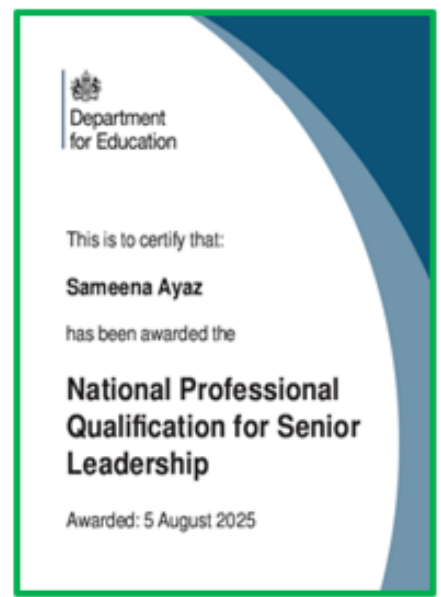 Department
for Education
This is to certify that:
Sameena Ayaz
has been awarded the
National Professional
Qualification for Senior
Leadership
Awarded: 5 August 2025